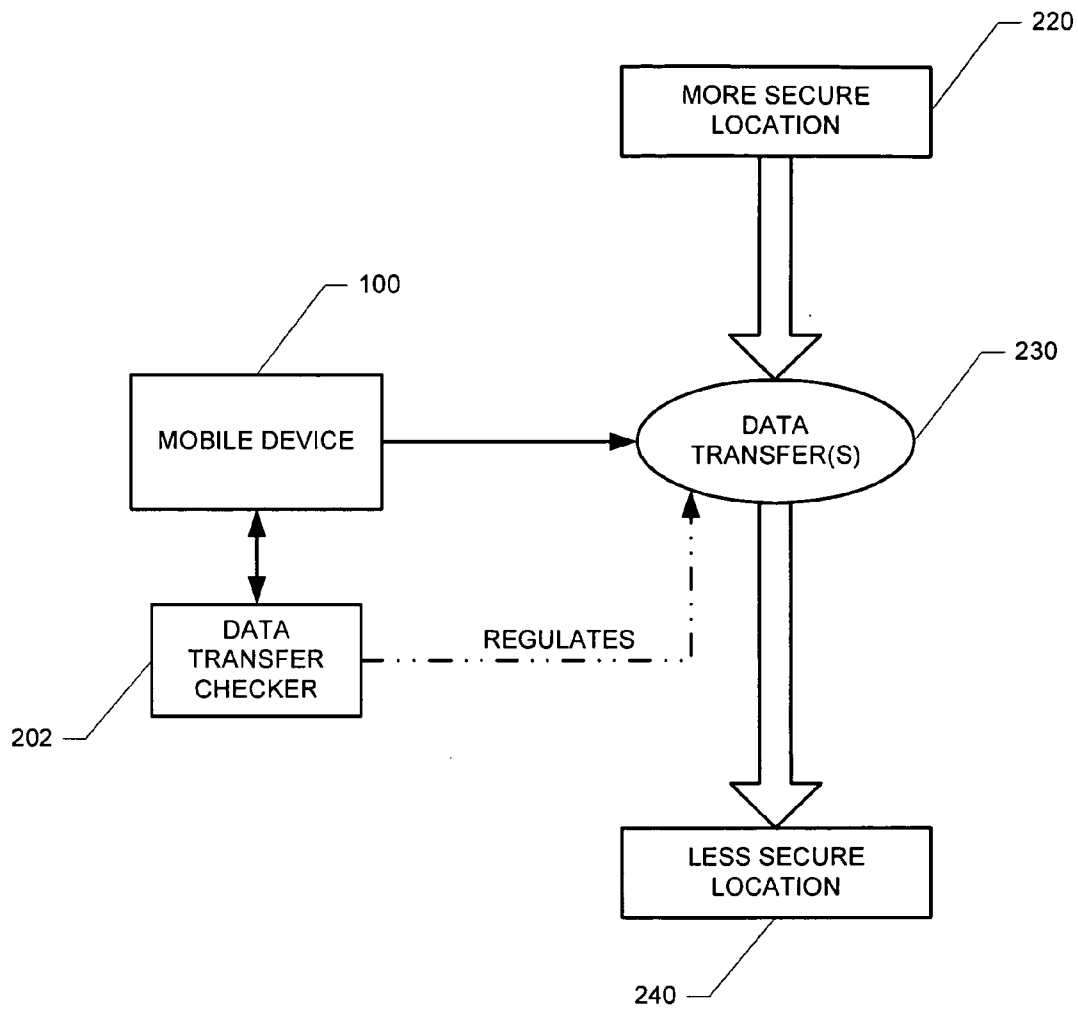 220
MORE SECURE
LOCATION
100
230
MOBILE DEVICE
DATA
TRANSFER(S)
DATA
TRANSFER
CHECKER
REGULATES
202
LESS SECURE
LOCATION
240